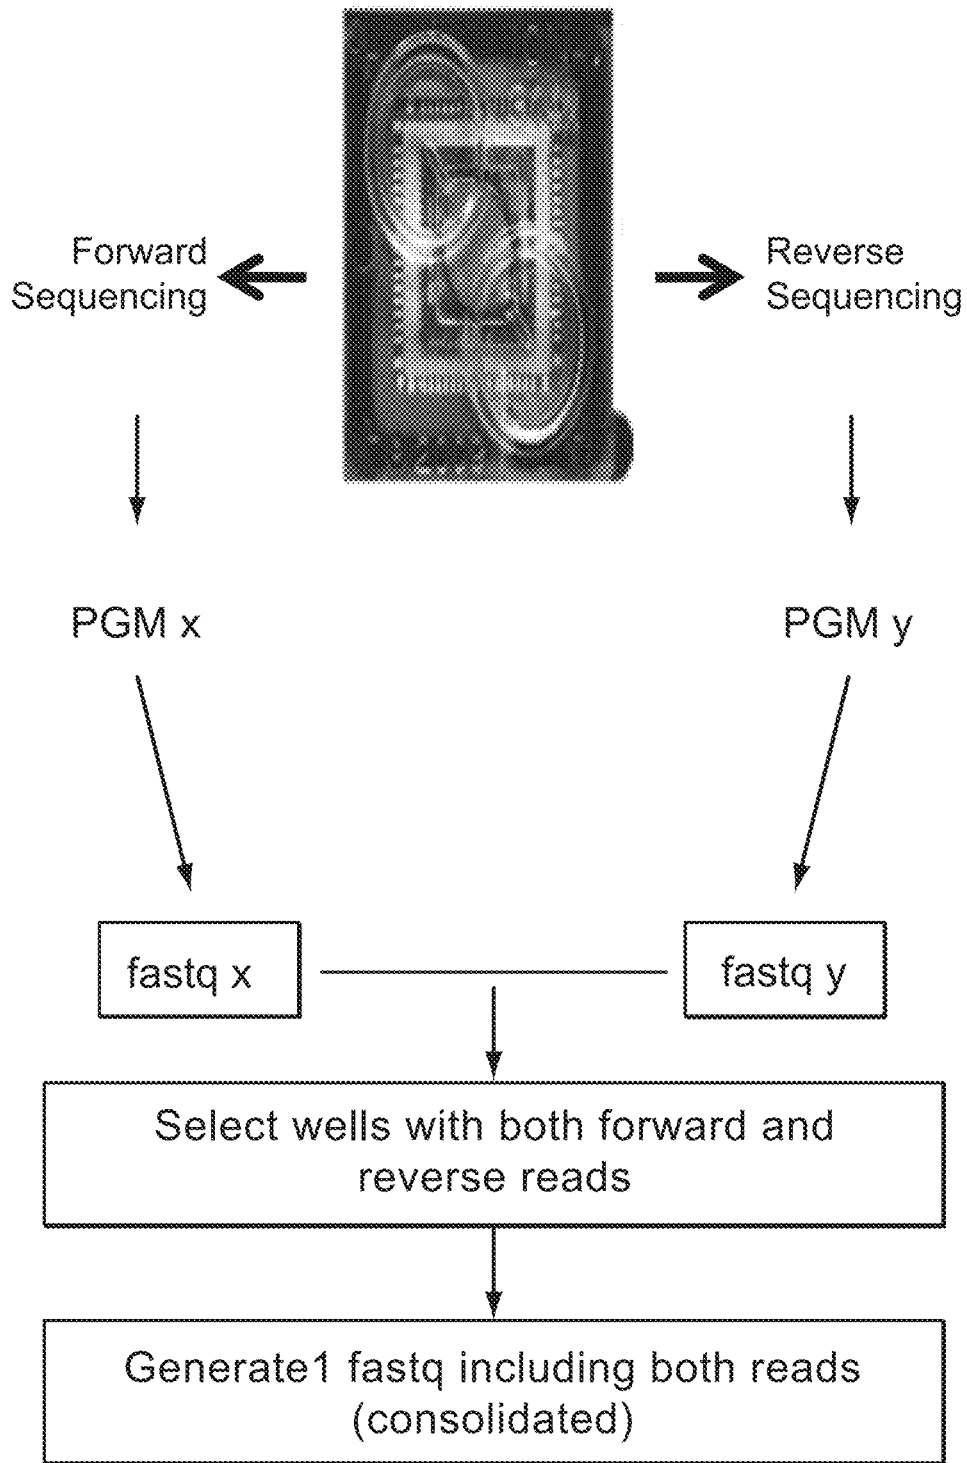 Forward
Sequencing
Reverse
Sequencing
PGM x
PGM y
fastq x
fastq y
Select wells with both forward and
reverse reads
Generate1 fastq including both reads
(consolidated)